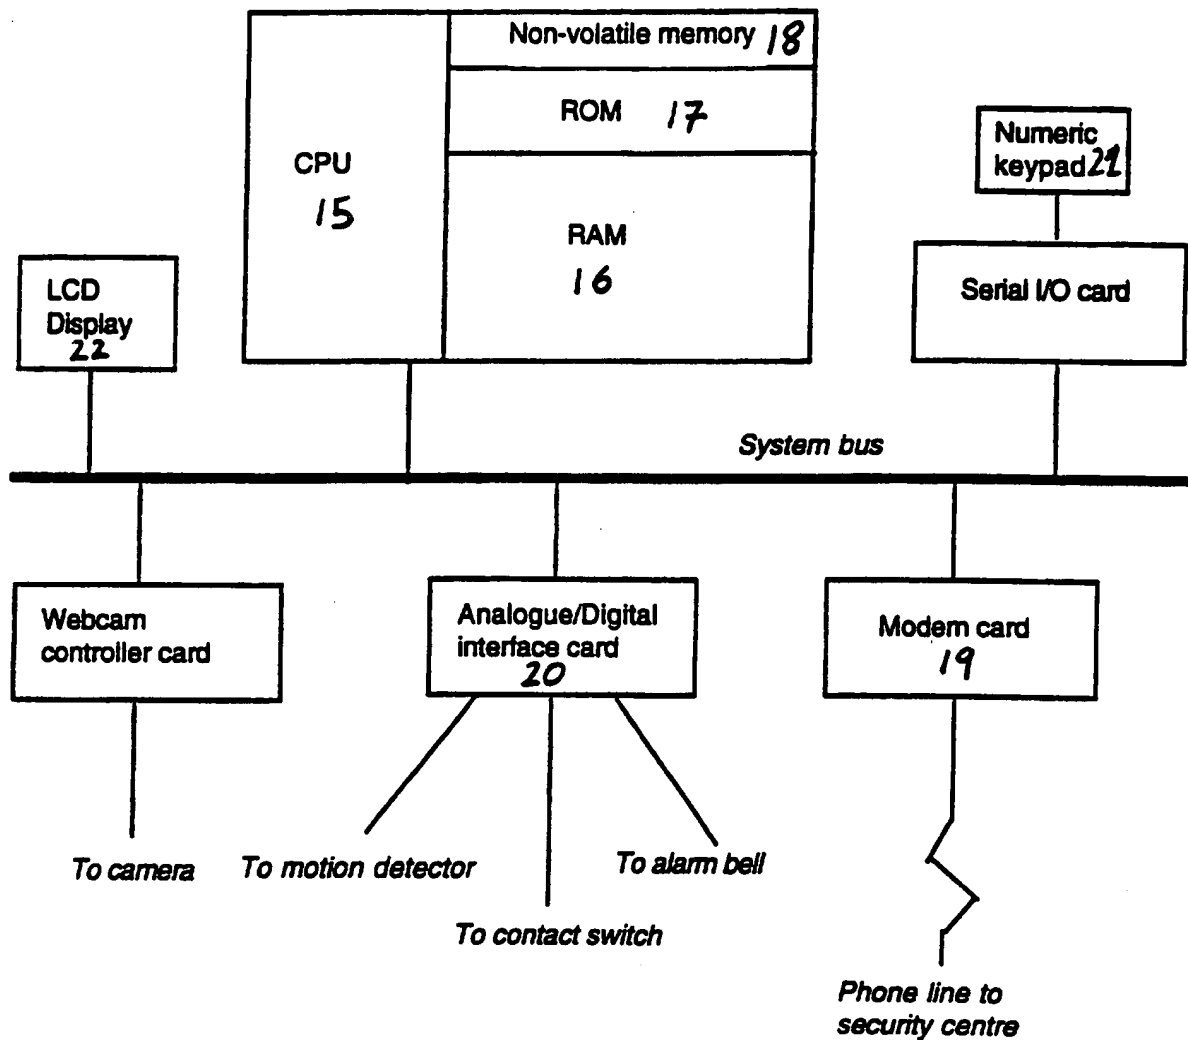 Non-volatile memory 18
ROM 17
CPU
15
RAM
16
Numeric
keypad 21
Serial I/O card
LCD
Display
22
System bus
Webcam
controller card
Analogue/Digital
interface card
20
Modem card
19
To camera
To motion detector
To alarm bell
To contact switch
Phone line to
security centre